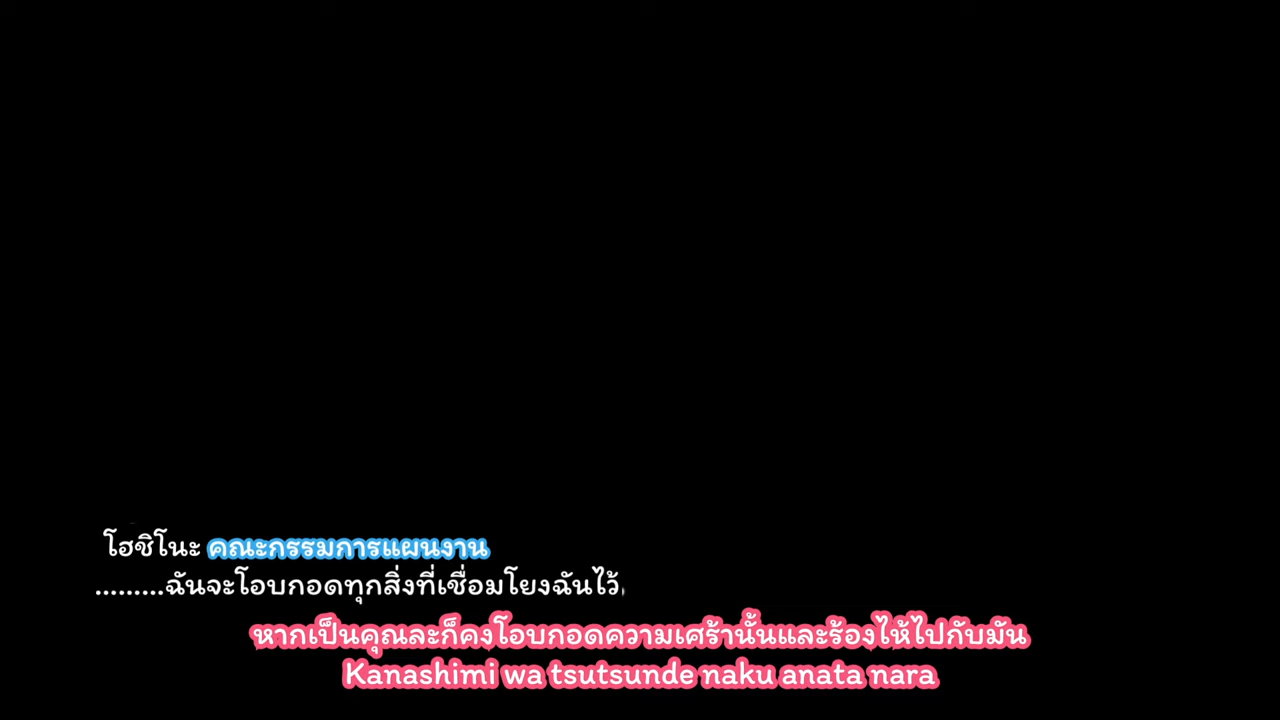 โฮชิโนะ คณะกรรมการแผนงาน
.........ฉันจะโอบกอดทุกสิ่งที่เชื่อมโยงฉันไว้
หากเป็นคุณละก็คงโอบกอดความเศร้านั้นและร้องไห้ไปกับมัน
Kanashimi wa tsutsunde naku anata nara